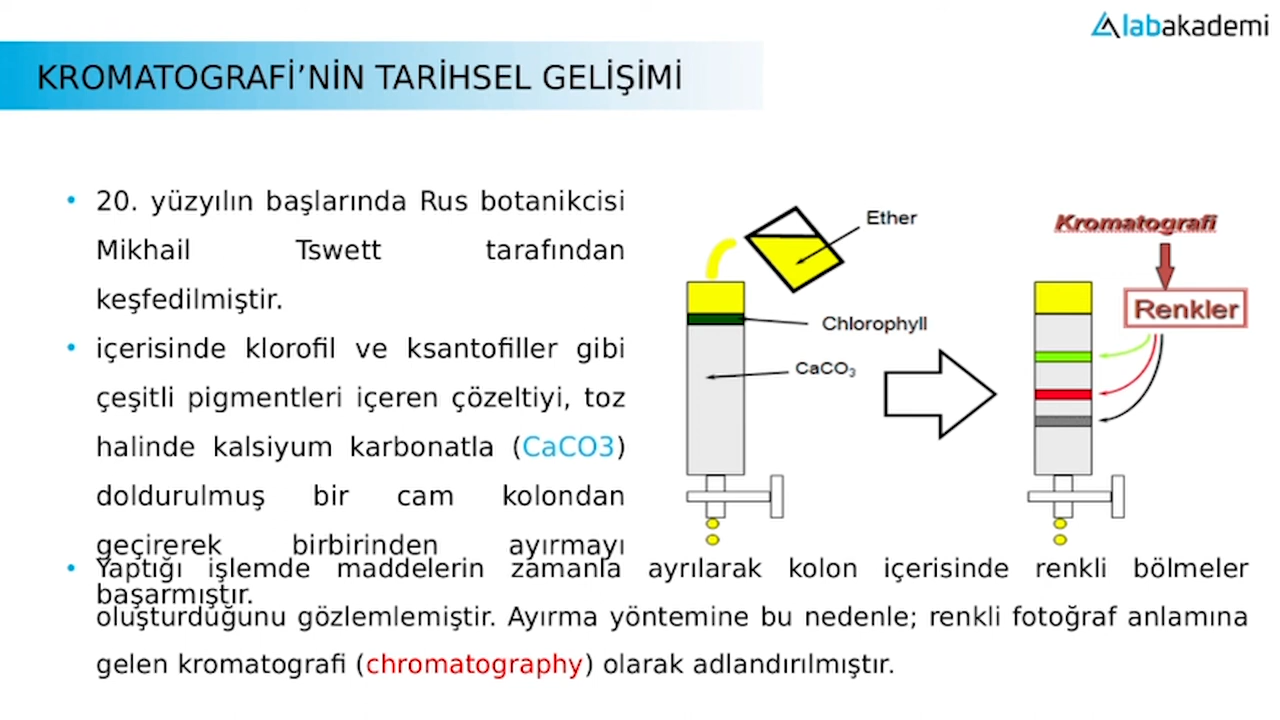 labakademi
KROMATOGRAFİ’NİN TARİHSEL GELİŞİMİ
• 20. yüzyılın başlarında Rus botanikcisi
Mikhail Tswett tarafından
keşfedilmiştir.
• içerisinde klorofil ve ksantofiller gibi
çeşitli pigmentleri içeren çözeltiyi, toz
halinde kalsiyum karbonatla (CaCO3)
doldurulmuş bir cam kolondan
geçirerek birbirinden ayırmayı
başarmıştır.
• Yaptığı işlemde maddelerin zamanla ayrılarak kolon içerisinde renkli bölmeler
oluşturduğunu gözlemlemiştir. Ayırma yöntemine bu nedenle; renkli fotoğraf anlamına
gelen kromatografi (chromatography) olarak adlandırılmıştır.
Ether
Chlorophyll
CaCO₃
Kromatografi
Renkler